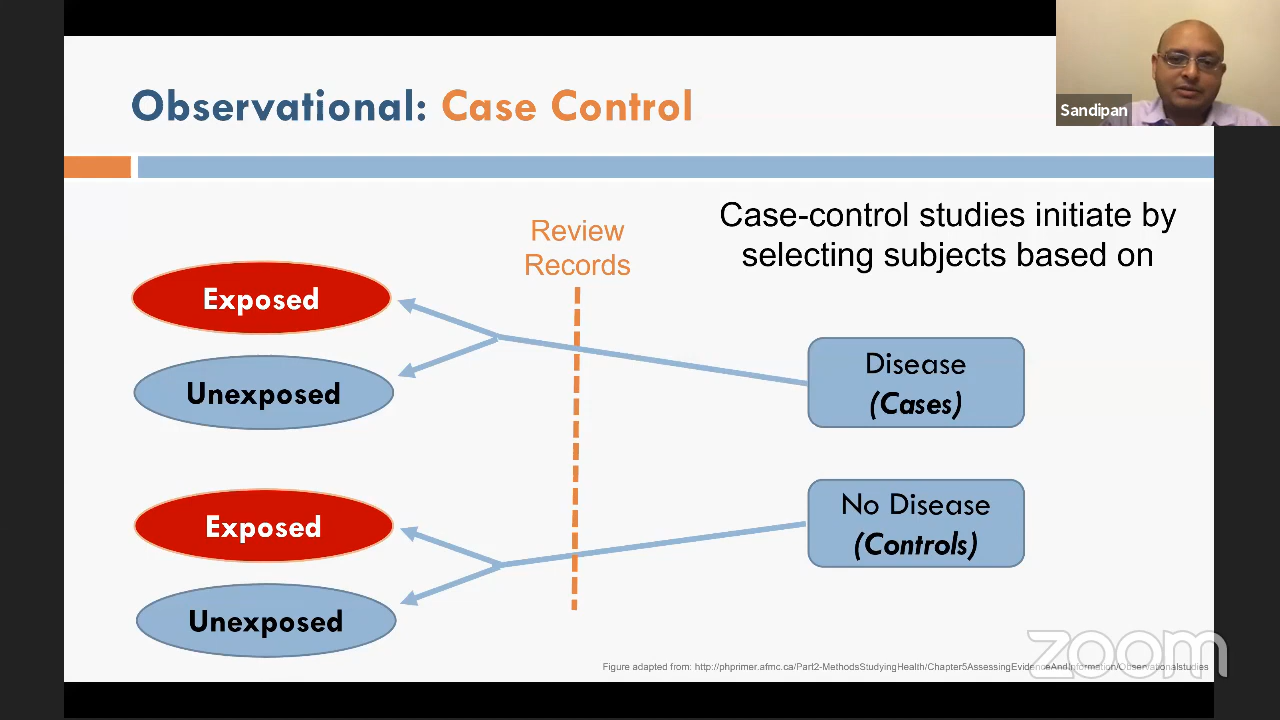 Observational: Case Control
Sandipan
Case-control studies initiate by
selecting subjects based on
Review
Records
Exposed
Unexposed
Disease
(Cases)
Exposed
Unexposed
No Disease
(Controls)
zoom
Figure adapted from: http://phprimer.afmc.ca/Part2-MethodsStudyingHealth/Chapter5AssessingEvidenceAndInformation/Observationalstudies